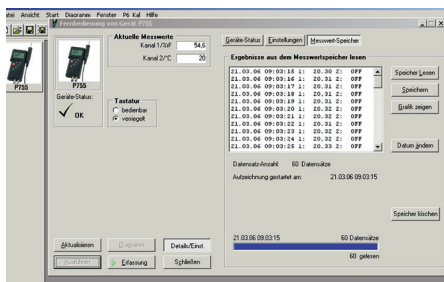 Ansicht Start Diagramm Fenster Per Kal Hilfe
Fernbedienung von Gerät P755
P755
P755
Geräte-Status:
OK
Aktuelle Messwerte
Kanal 1/%rF 54,6
Kanal 2/°C 20
Tastatur
bedienbar
verriegelt
Aktualisieren
Diagramm
Details/Einst.
Ausführen
Erfassung
Schließen
Geräte-Status Einstellungen Messwert-Speicher
Ergebnisse aus dem Messwertspeicher lesen
21.03.06 09:03:15 1: 20.30 2: OFF
21.03.06 09:03:16 1: 20.31 2: OFF
21.03.06 09:03:17 1: 20.31 2: OFF
21.03.06 09:03:18 1: 20.31 2: OFF
21.03.06 09:03:19 1: 20.31 2: OFF
21.03.06 09:03:20 1: 20.32 2: OFF
21.03.06 09:03:21 1: 20.32 2: OFF
21.03.06 09:03:22 1: 20.31 2: OFF
21.03.06 09:03:23 1: 20.32 2: OFF
21.03.06 09:03:24 1: 20.32 2: OFF
21.03.06 09:03:25 1: 20.33 2: OFF
Datensatz-Anzahl: 60 Datensätze
Aufzeichnung gestartet am: 21.03.06 09:03:15
21.03.06 09:03:15 60 Datensätze
60 gelesen
Speicher Lesen
Speichern
Grafik zeigen
Datum ändern
Speicher löschen